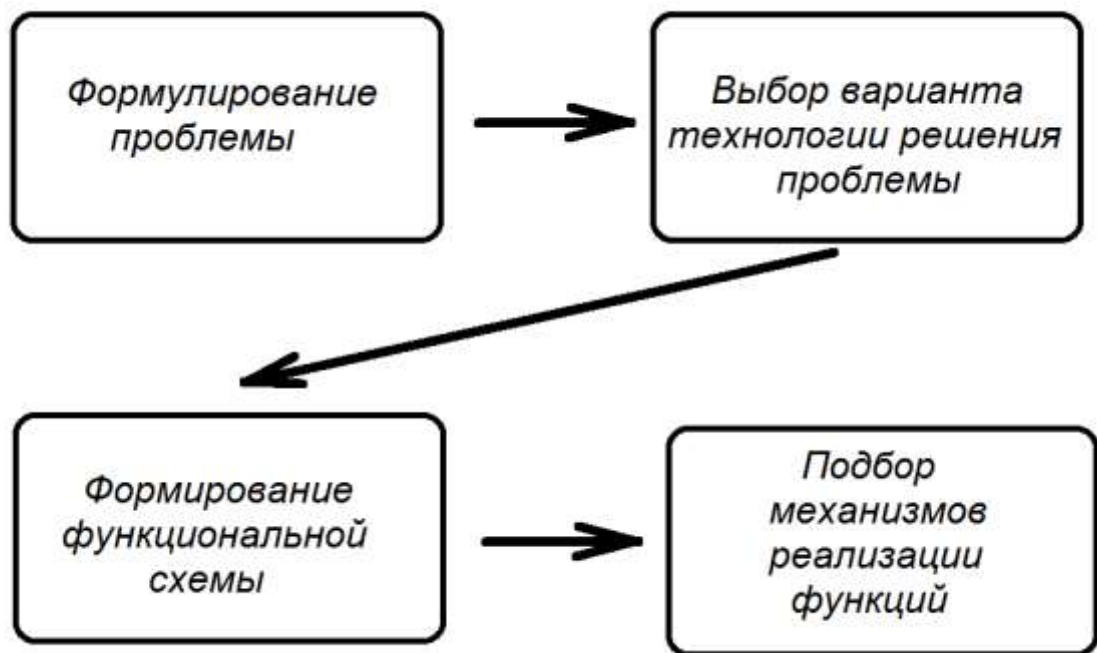 Формулирование
проблемы
Выбор варианта
технологии решения
проблемы
Формирование
функциональной
схемы
Подбор
механизмов
реализации
функций